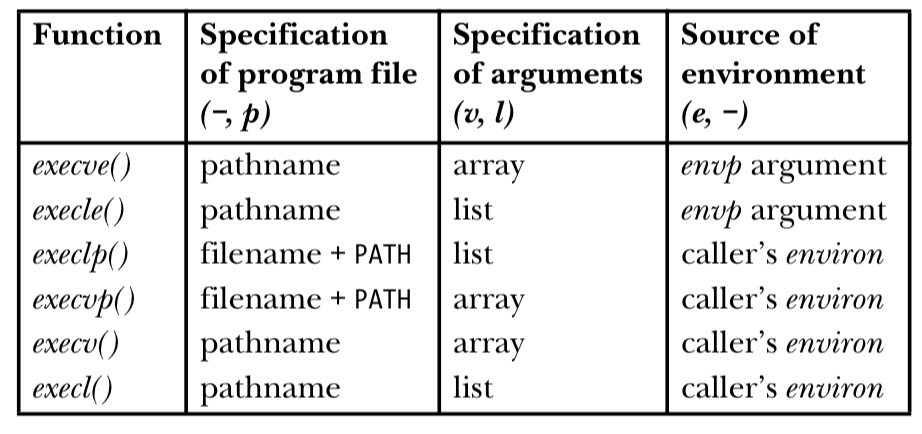 Function Specification of program file (–, p) Specification of arguments (v, l) Source of environment (e, –)
execve() pathname array envp argument
execle() pathname list envp argument
execlp() filename + PATH list caller's environ
execvp() filename + PATH array caller's environ
execv() pathname array caller's environ
execl() pathname list caller's environ